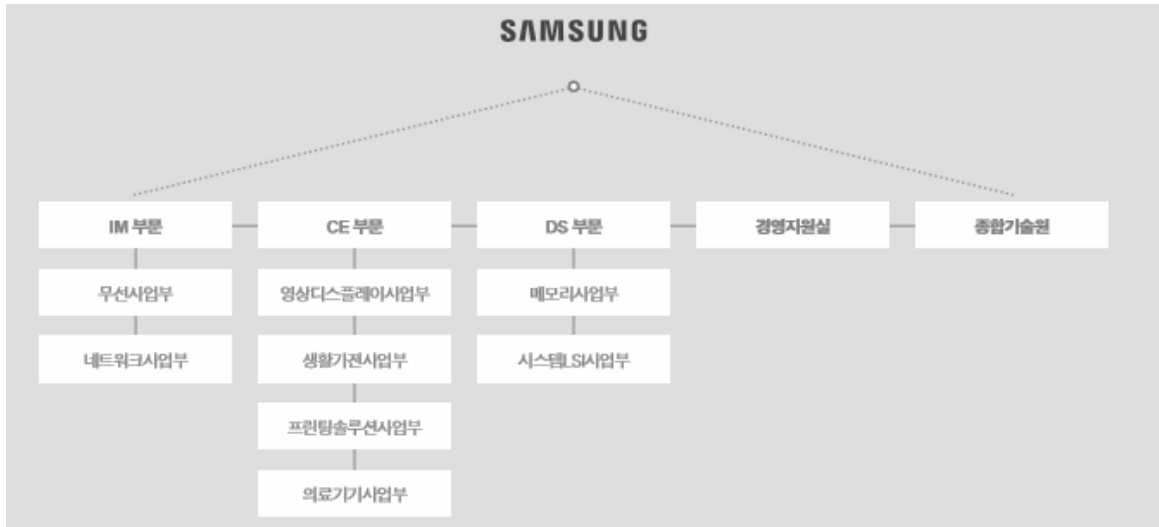 SAMSUNG
IM 부문
CE 부문
DS 부문
경영지원실
종합기술원
무선사업부
영상디스플레이사업부
메모리사업부
네트워크사업부
생활가전사업부
시스템LSI사업부
프린팅솔루션사업부
의료기기사업부